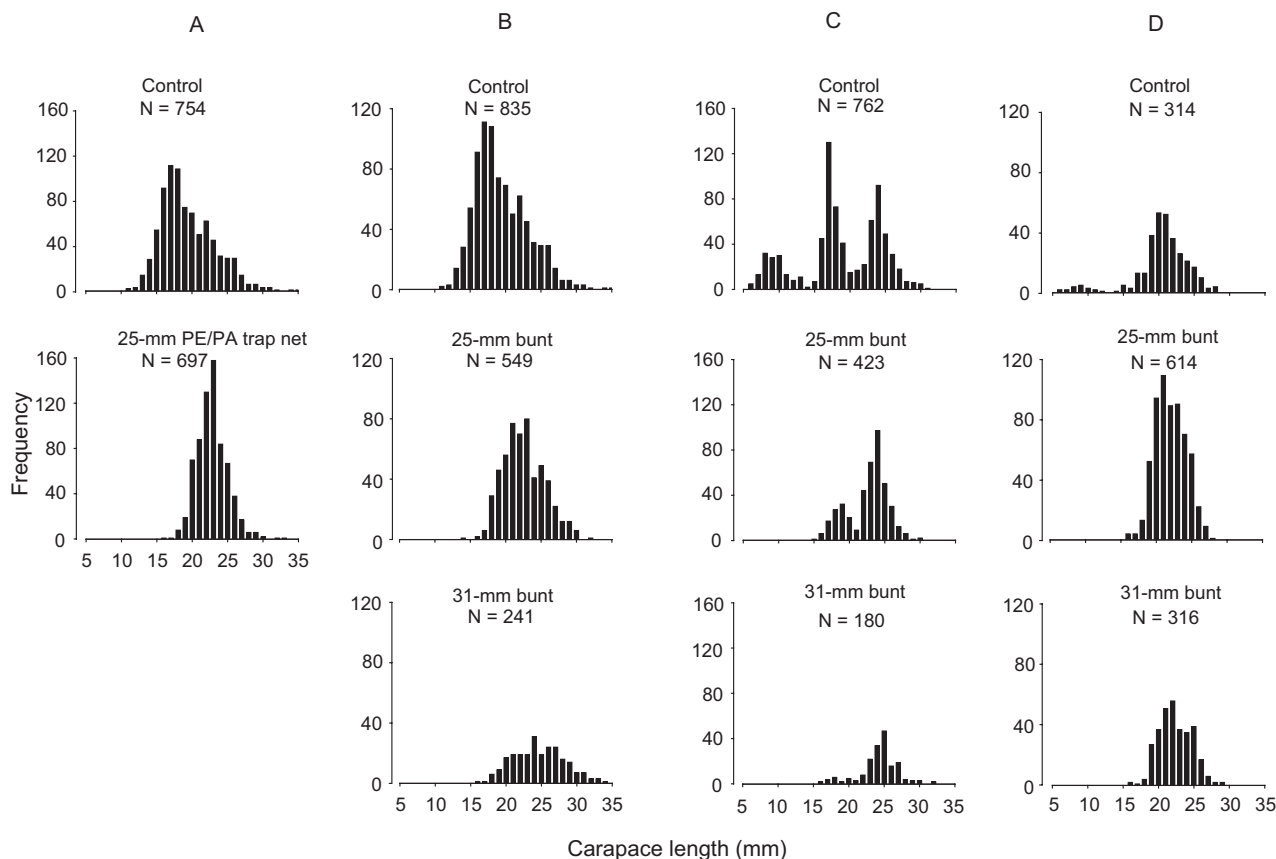 A
B
C
D
Control
N = 754
160
120
80
40
0
Control
N = 835
120
80
40
0
Control
N = 762
160
120
80
40
0
Control
N = 314
120
80
40
0
Frequency
25-mm PE/PA trap net
N = 697
160
120
80
40
0
5 10 15 20 25 30 35
25-mm bunt
N = 549
120
80
40
0
25-mm bunt
N = 423
160
120
80
40
0
25-mm bunt
N = 614
120
80
40
0
31-mm bunt
N = 241
120
80
40
0
5 10 15 20 25 30 35
31-mm bunt
N = 180
160
120
80
40
0
5 10 15 20 25 30 35
31-mm bunt
N = 316
120
80
40
0
5 10 15 20 25 30 35
Carapace length (mm)